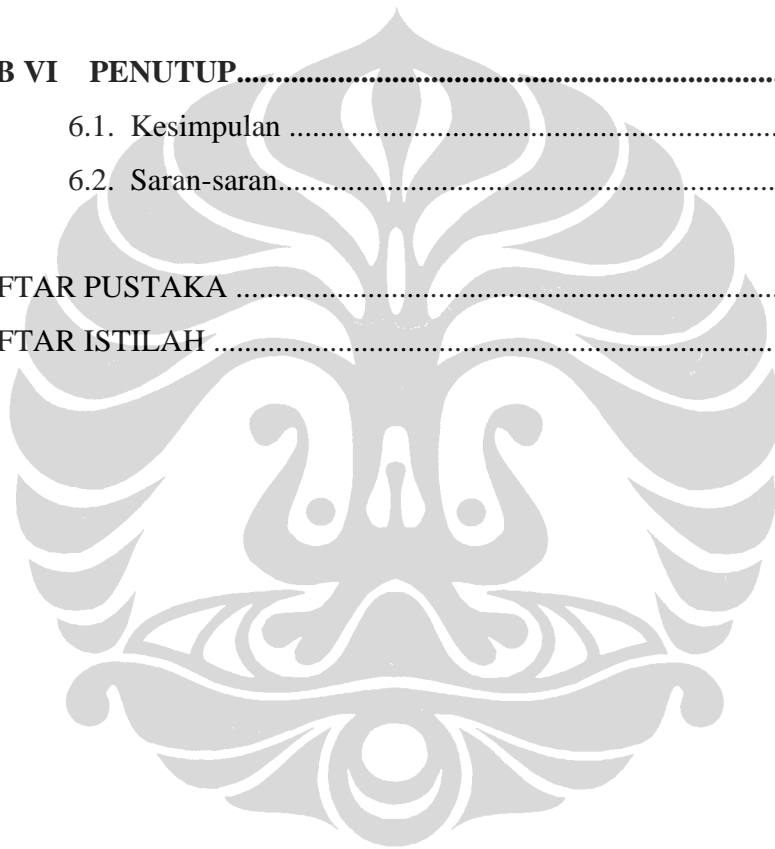 B VI PENUTUP..............................................................................
6.1. Kesimpulan ......................................................................
6.2. Saran-saran.......................................................................
FTAR PUSTAKA ..............................................................................
FTAR ISTILAH .................................................................................